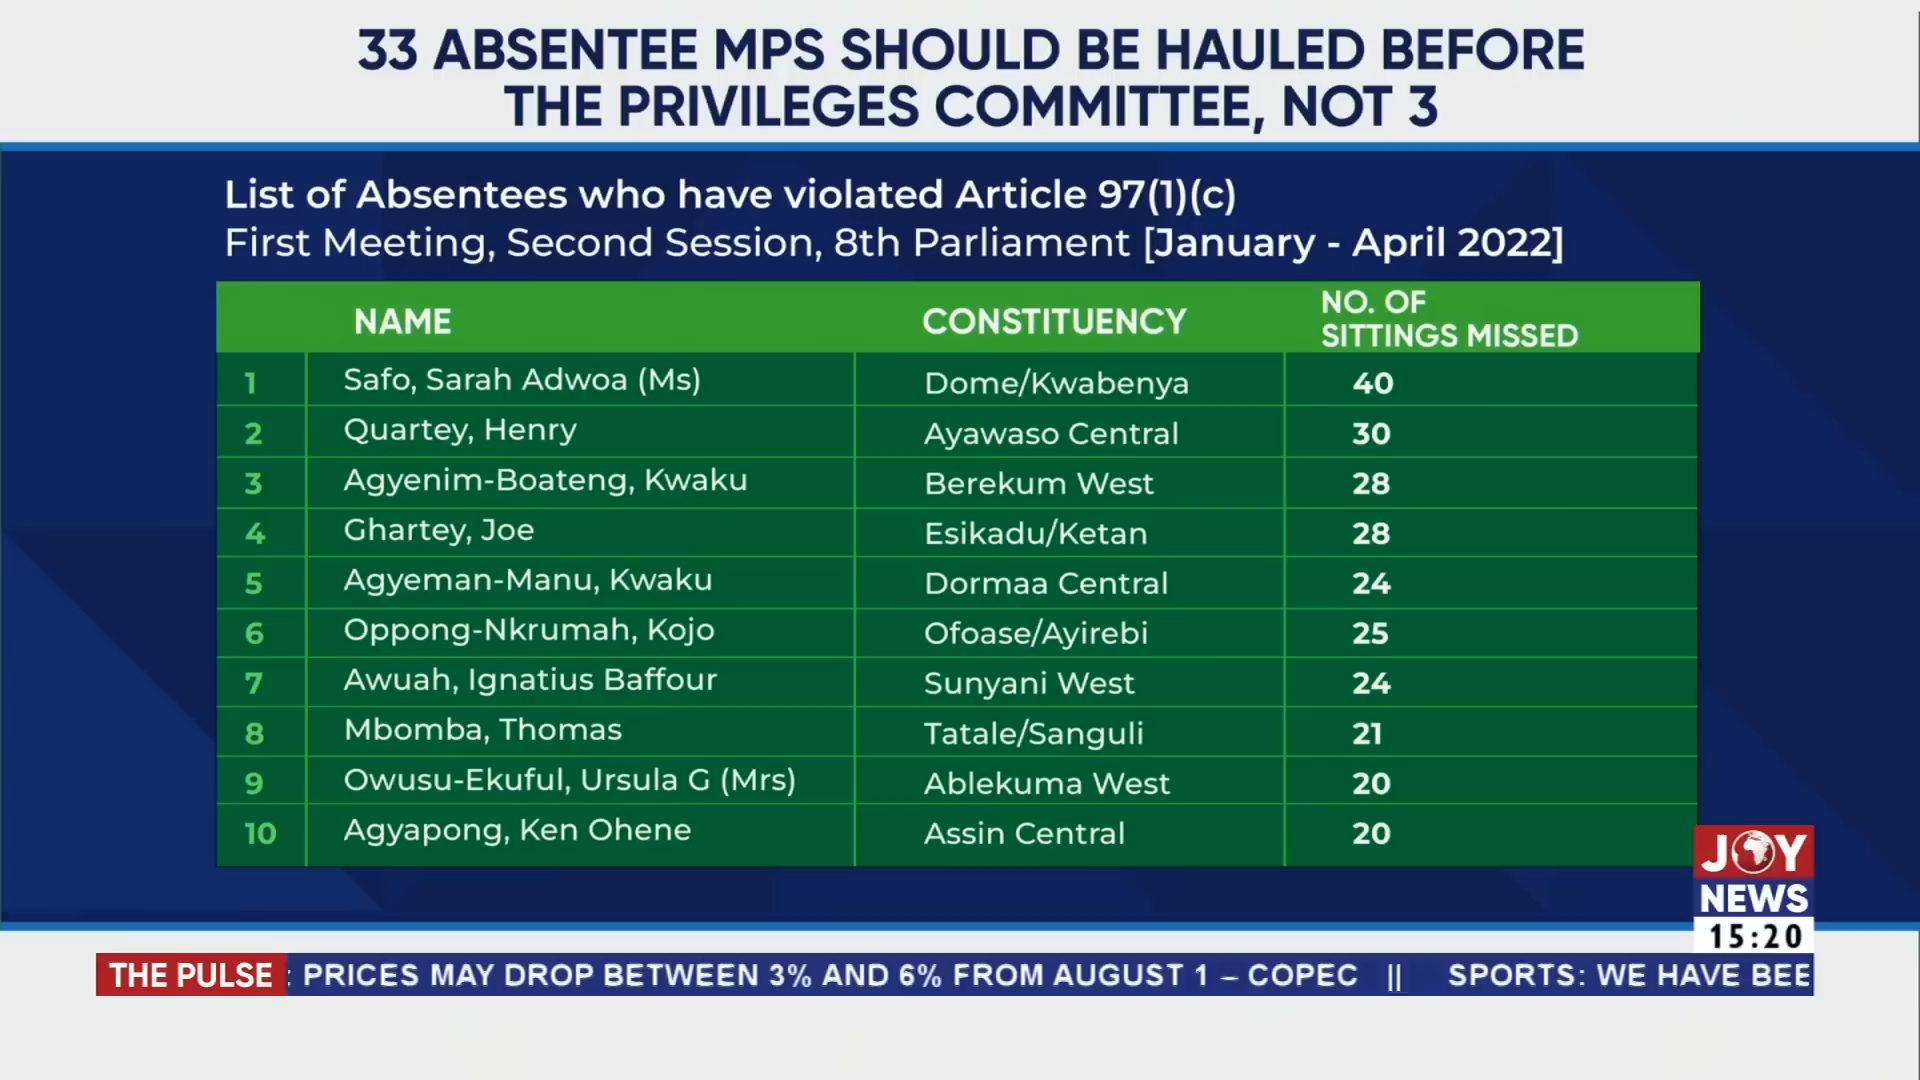 33 ABSENTEE MPS SHOULD BE HAULED BEFORE
THE PRIVILEGES COMMITTEE, NOT 3
List of Absentees who have violated Article 97(1)(c)
First Meeting, Second Session, 8th Parliament [January - April 2022]
NAME CONSTITUENCY NO. OF SITTINGS MISSED
1 Safo, Sarah Adwoa (Ms) Dome/Kwabenya 40
2 Quartey, Henry Ayawaso Central 30
3 Agyenim-Boateng, Kwaku Berekum West 28
4 Ghartey, Joe Esikadu/Ketan 28
5 Agyeman-Manu, Kwaku Dormaa Central 24
6 Oppong-Nkrumah, Kojo Ofoase/Ayirebi 25
7 Awuah, Ignatius Baffour Sunyani West 24
8 Mbomba, Thomas Tatale/Sanguli 21
9 Owusu-Ekuful, Ursula G (Mrs) Ablekuma West 20
10 Agyapong, Ken Ohene Assin Central 20
JOY
NEWS
15:20
THE PULSE : PRICES MAY DROP BETWEEN 3% AND 6% FROM AUGUST 1 – COPEC || SPORTS: WE HAVE BEE